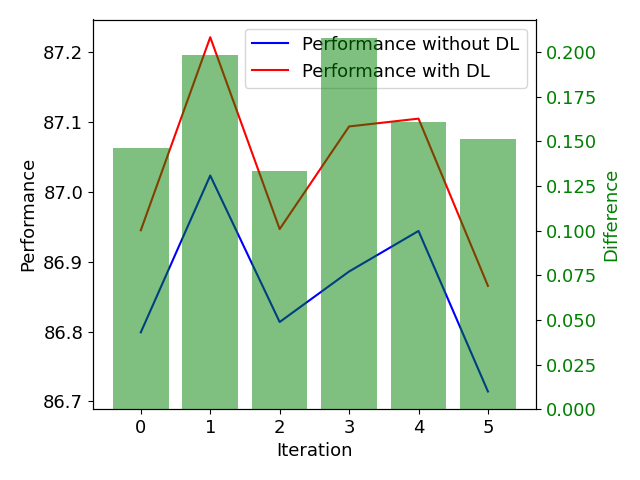 Performance without DL
Performance with DL
87.2
87.1
87.0
86.9
86.8
86.7
Performance
0.200
0.175
0.150
0.125
0.100
0.075
0.050
0.025
0.000
Difference
0 1 2 3 4 5
Iteration